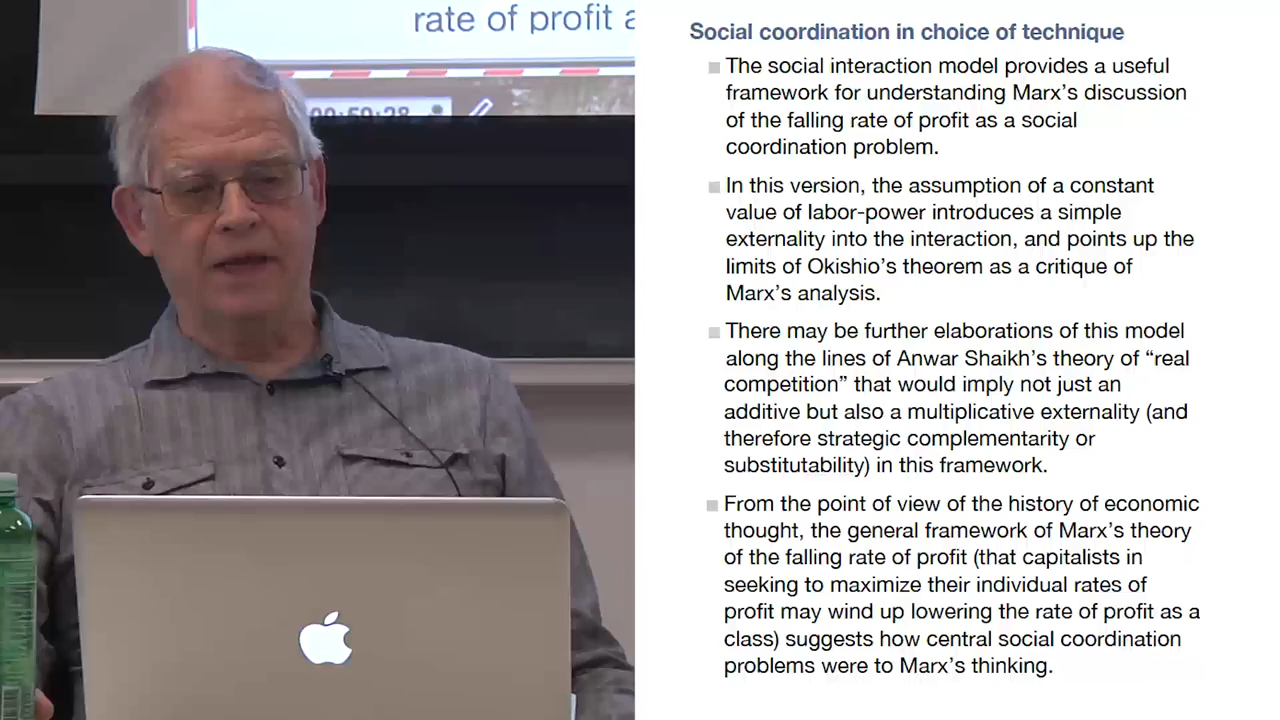 rate of profit a
00:59:28
Social coordination in choice of technique
The social interaction model provides a useful
framework for understanding Marx’s discussion
of the falling rate of profit as a social
coordination problem.
In this version, the assumption of a constant
value of labor-power introduces a simple
externality into the interaction, and points up the
limits of Okishio’s theorem as a critique of
Marx’s analysis.
There may be further elaborations of this model
along the lines of Anwar Shaikh’s theory of “real
competition” that would imply not just an
additive but also a multiplicative externality (and
therefore strategic complementarity or
substitutability) in this framework.
From the point of view of the history of economic
thought, the general framework of Marx’s theory
of the falling rate of profit (that capitalists in
seeking to maximize their individual rates of
profit may wind up lowering the rate of profit as a
class) suggests how central social coordination
problems were to Marx’s thinking.